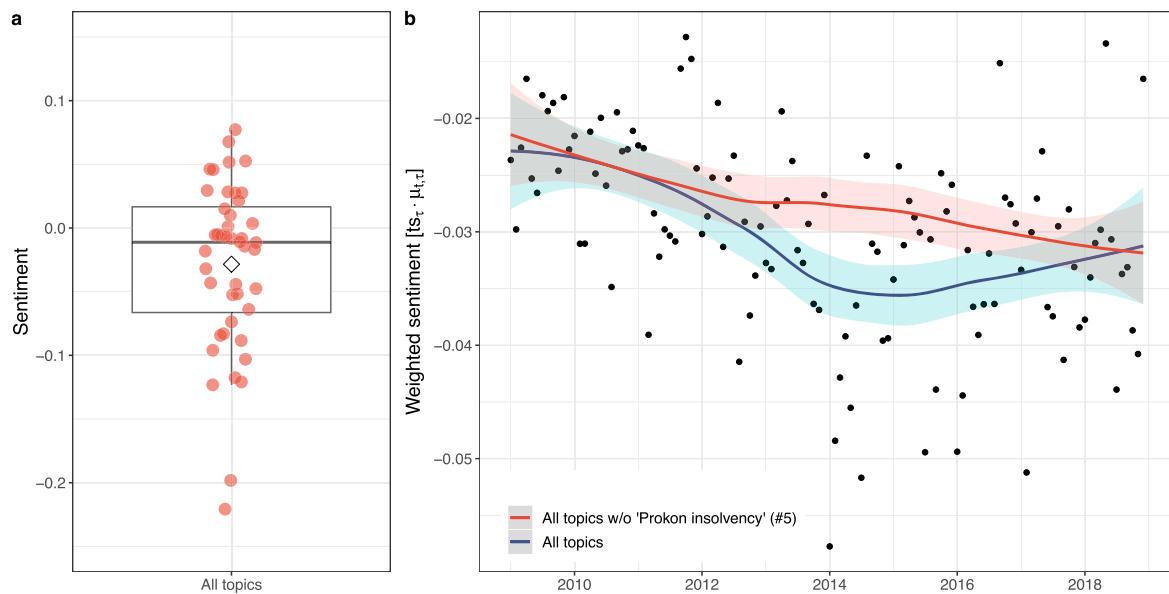 a
b
Sentiment
0.1
0.0
−0.1
−0.2
All topics
Weighted sentiment [tsτ · μt,τ]
−0.02
−0.03
−0.04
−0.05
All topics w/o 'Prokon insolvency' (#5)
All topics
2010 2012 2014 2016 2018